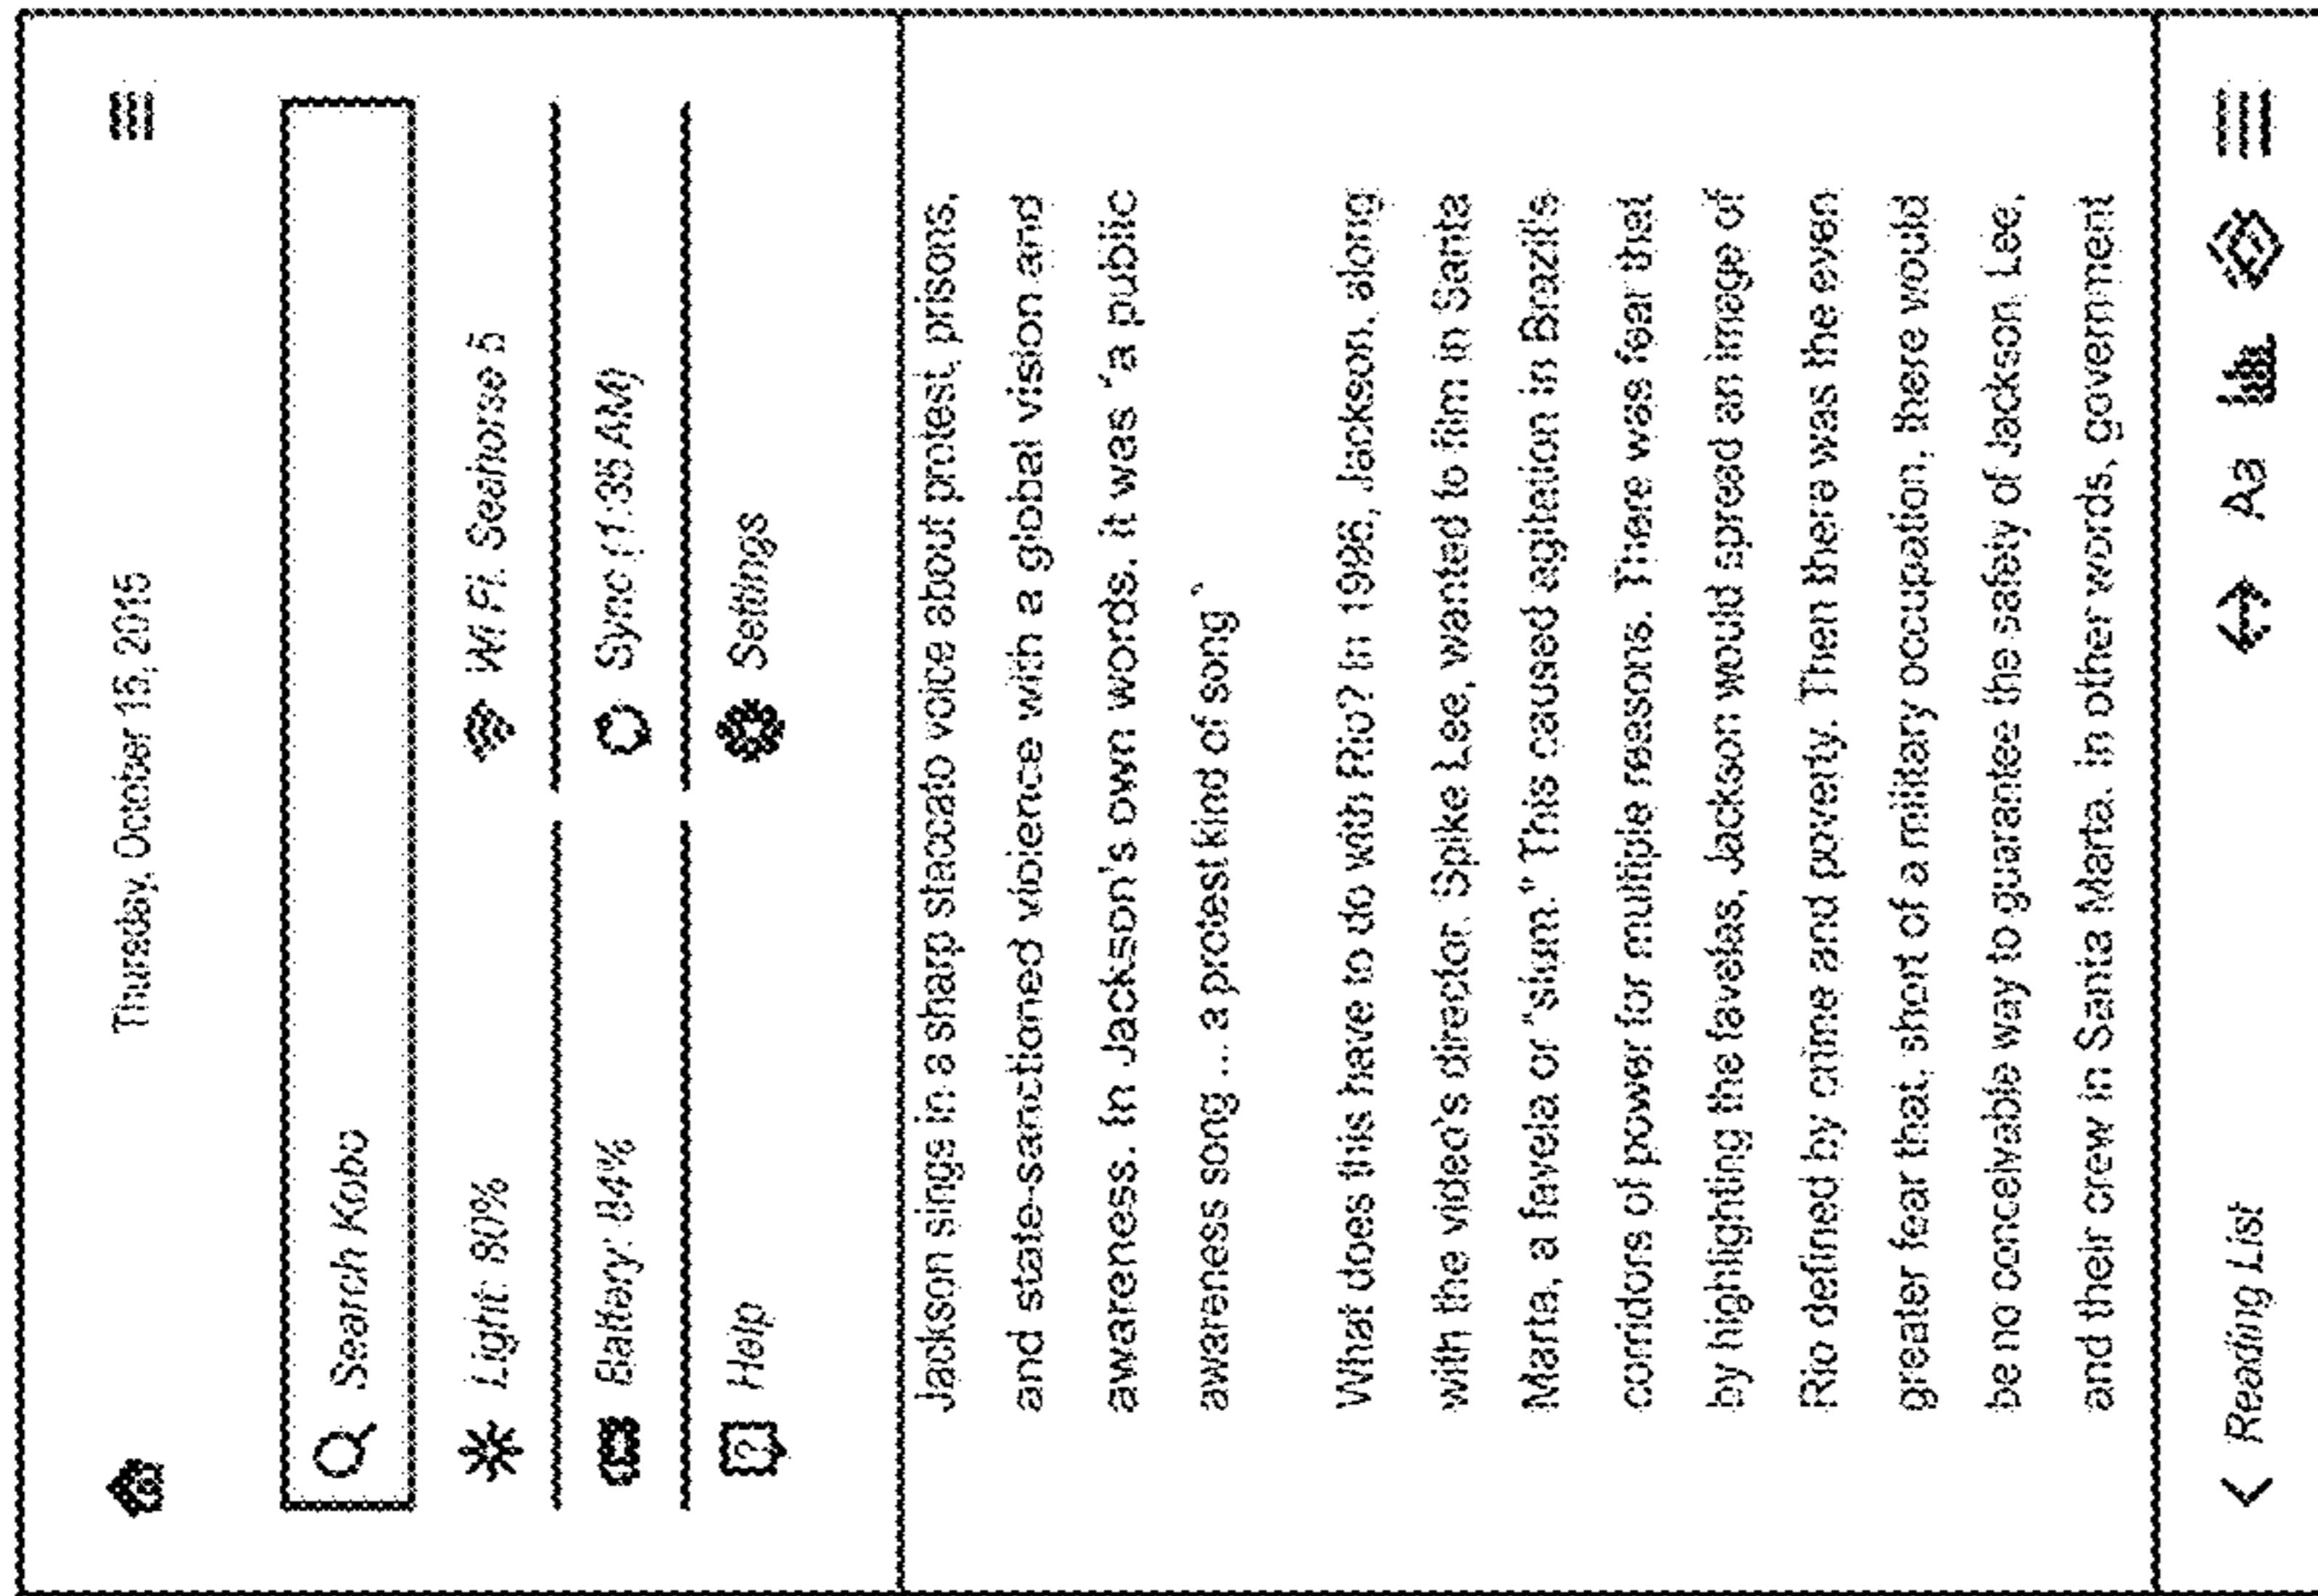 Thursday, October 15, 2015
Search Kobo
Light: 80%
Wi Fi. Seahorse 5
Battery: 84%
Sync (1:35 AM)
Help
Settings
Jackson sings in a sharp staccato voice about protest, prisons,
and state-sanctioned violence with a global vision and
awareness. In Jackson's own words, it was "a public
awareness song ... a protest kind of song"
What does this have to do with Rio? In 1996, Jackson, along
with the video's director, Spike Lee, wanted to film in Santa
Marta, a favela or "slum." This caused agitation in Brazil's
corridors of power for multiple reasons. There was fear that
by highlighting the favelas, Jackson would spread an image of
Rio defined by crime and poverty. Then there was the even
greater fear that, short of a military occupation, there would
be no conceivable way to guarantee the safety of Jackson, Lee,
and their crew in Santa Marta. In other words, government
< Reading List
Aa